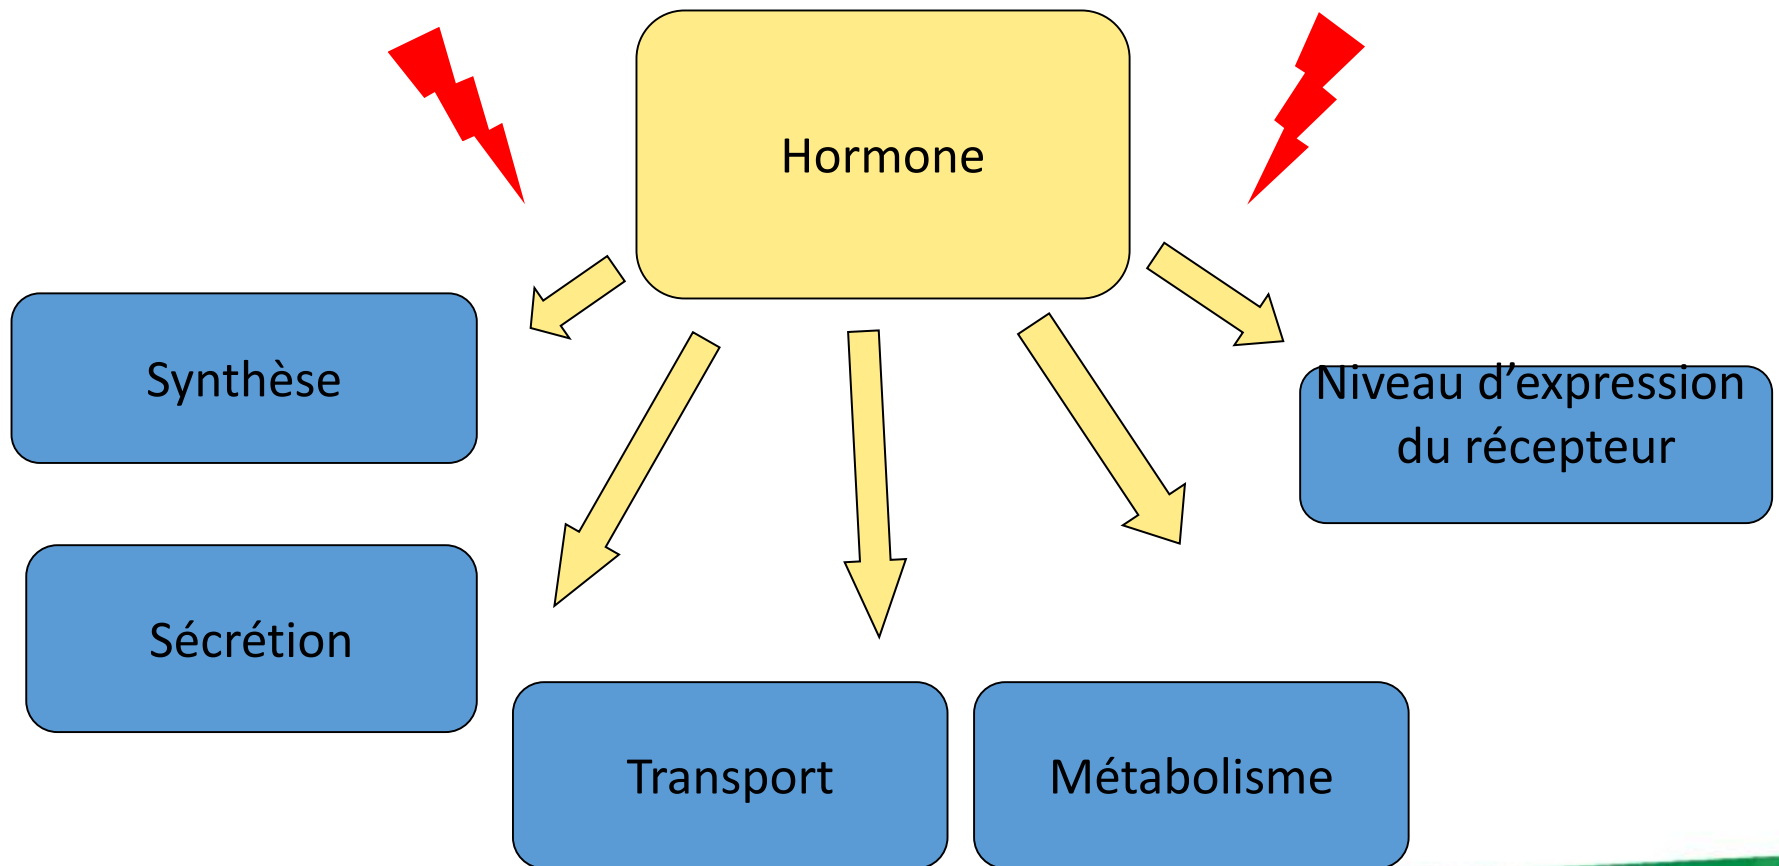 Hormone
Synthèse
Niveau d’expression
du récepteur
Sécrétion
Transport
Métabolisme